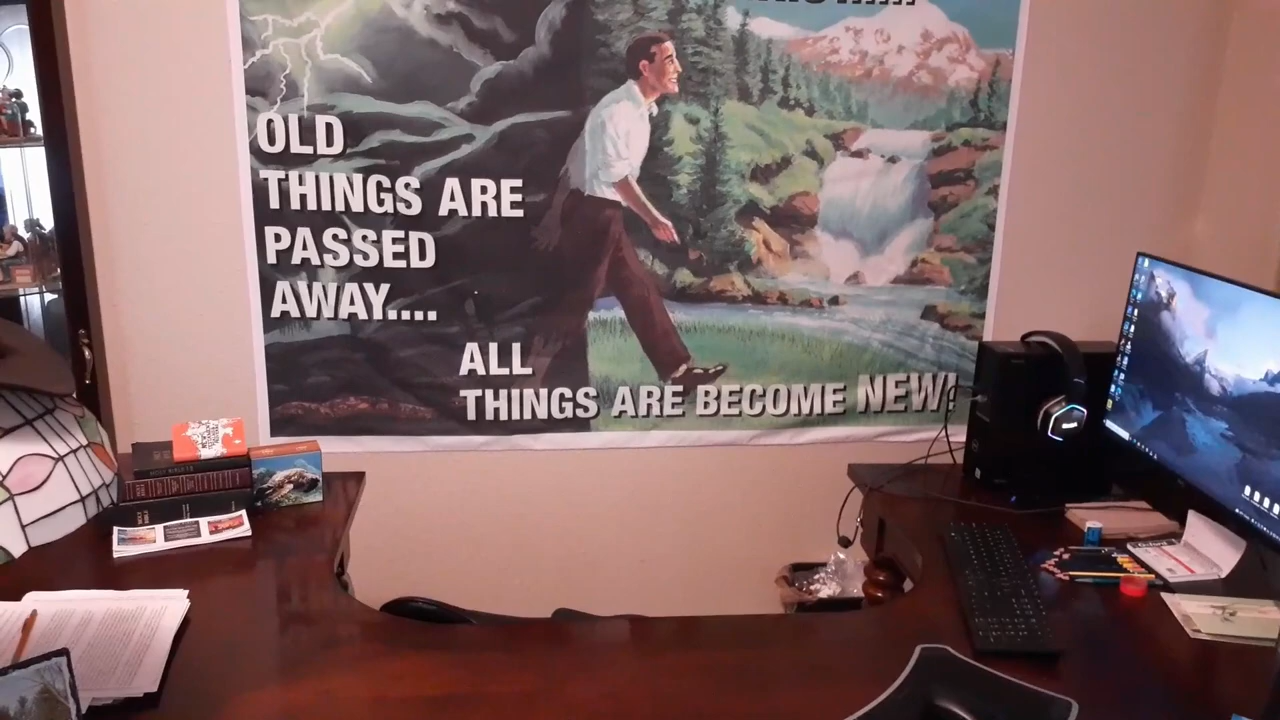 OLD
THINGS ARE
PASSED
AWAY....
ALL
THINGS ARE BECOME NEW!